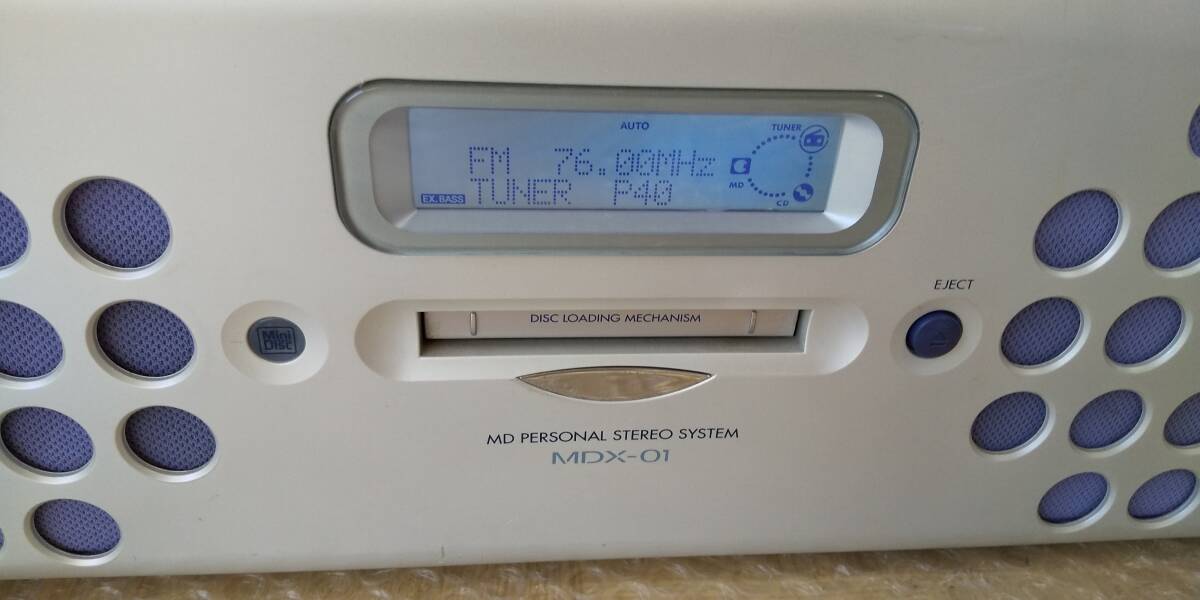 AUTO
TUNER
FM 76.00MHz
MD
EX.BASS TUNER P40
CD
EJECT
DISC LOADING MECHANISM
Mini
Disc
MD PERSONAL STEREO SYSTEM
MDX-01